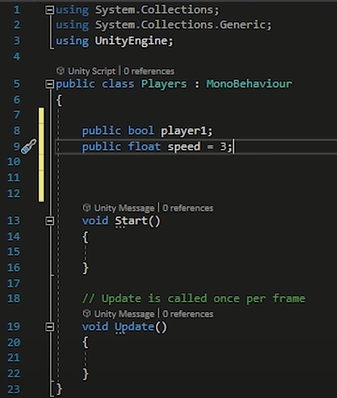 1 using System.Collections;
2 using System.Collections.Generic;
3 using UnityEngine;
4
Unity Script | 0 references
5 public class Players : MonoBehaviour
6 {
7
8 public bool player1;
9 public float speed = 3;
10
11
12
Unity Message | 0 references
13 void Start()
14 {
15
16 }
17
18 // Update is called once per frame
Unity Message | 0 references
19 void Update()
20 {
21
22 }
23 }